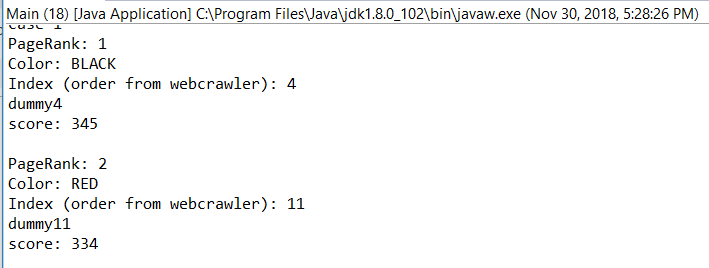 Main (18) [Java Application] C:\Program Files\Java\jdk1.8.0_102\bin\javaw.exe (Nov 30, 2018, 5:28:26 PM)
Case 1
PageRank: 1
Color: BLACK
Index (order from webcrawler): 4
dummy4
score: 345
PageRank: 2
Color: RED
Index (order from webcrawler): 11
dummy11
score: 334